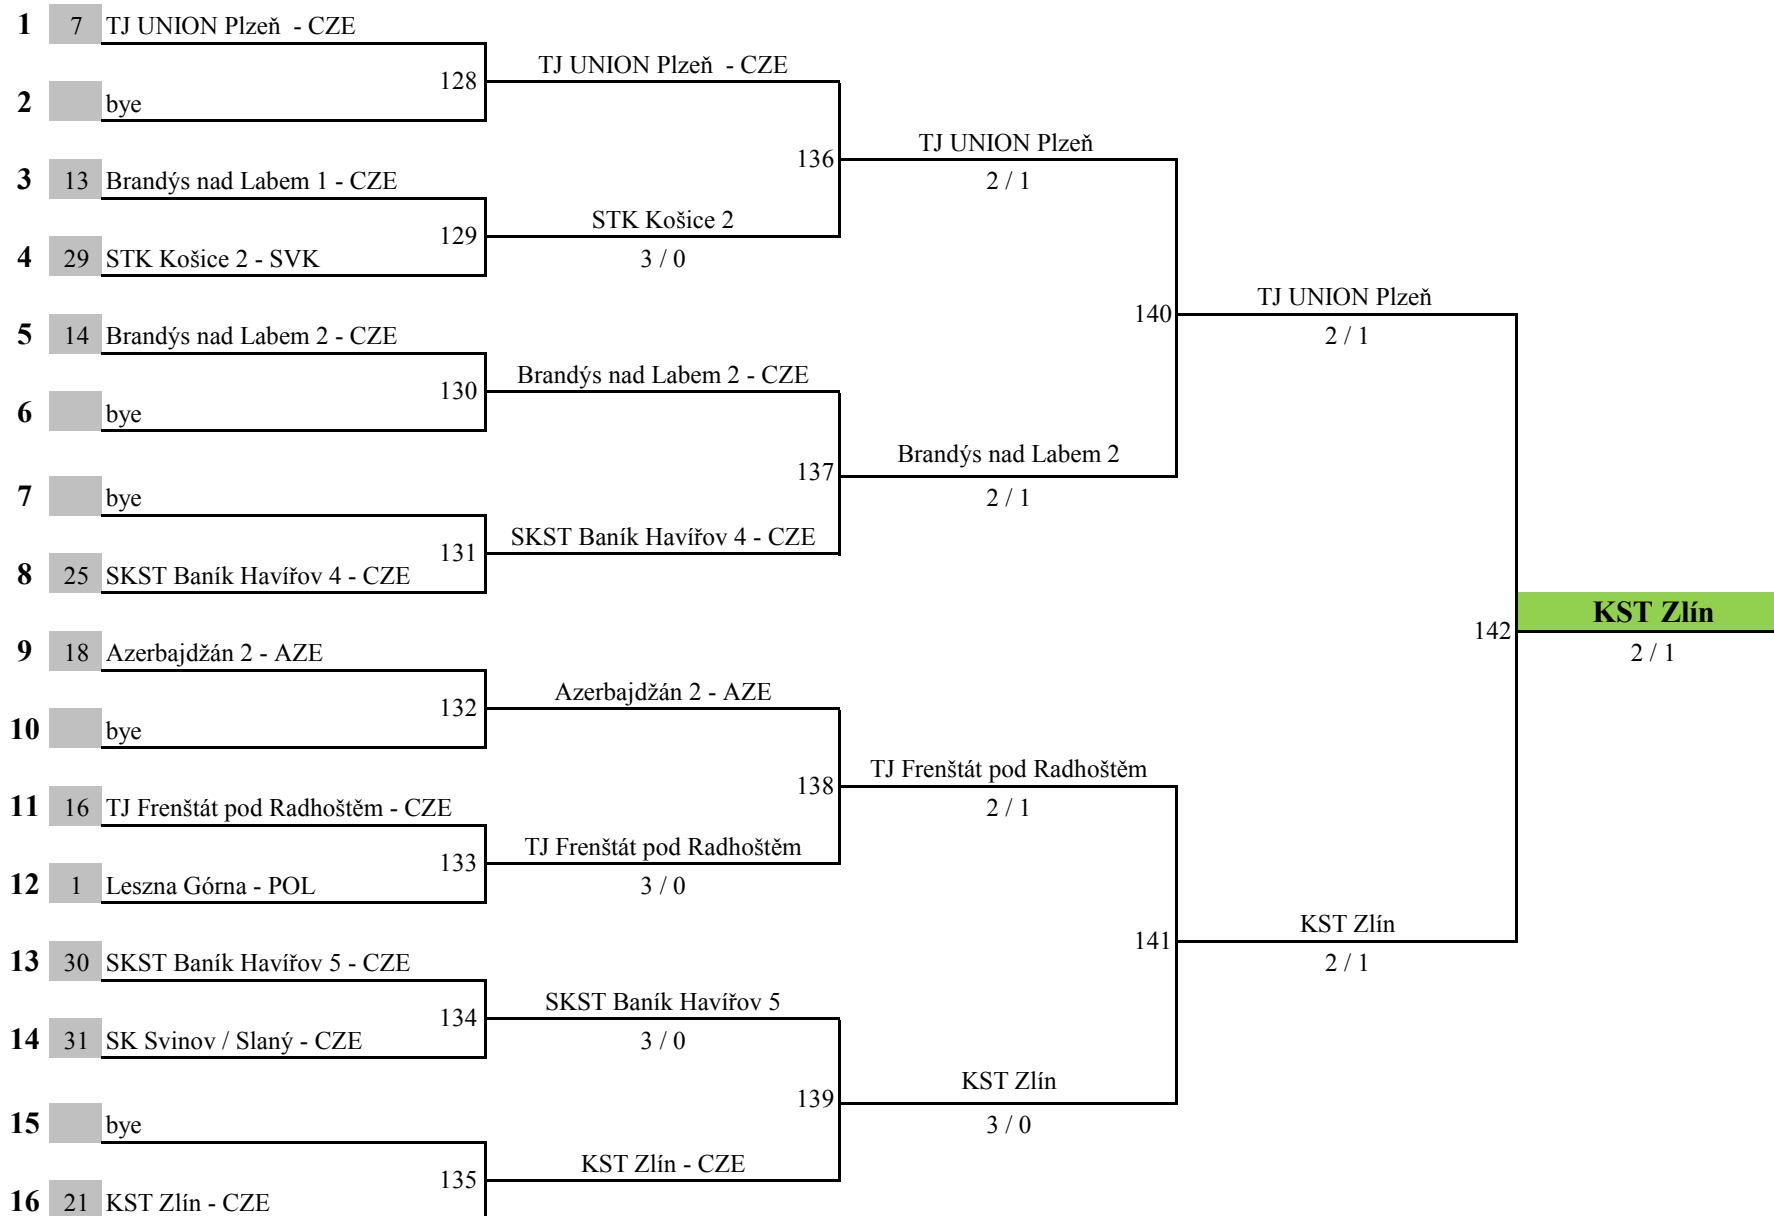 1 7 TJ UNION Plzeň - CZE
TJ UNION Plzeň - CZE
128
2 bye
TJ UNION Plzeň
136
2 / 1
3 13 Brandýs nad Labem 1 - CZE
STK Košice 2
129
3 / 0
4 29 STK Košice 2 - SVK
TJ UNION Plzeň
140
2 / 1
5 14 Brandýs nad Labem 2 - CZE
Brandýs nad Labem 2 - CZE
130
6 bye
Brandýs nad Labem 2
137
2 / 1
7 bye
SKST Baník Havířov 4 - CZE
131
8 25 SKST Baník Havířov 4 - CZE
KST Zlín
142
2 / 1
9 18 Azerbajdžán 2 - AZE
Azerbajdžán 2 - AZE
132
10 bye
TJ Frenštát pod Radhoštěm
138
2 / 1
11 16 TJ Frenštát pod Radhoštěm - CZE
TJ Frenštát pod Radhoštěm
133
3 / 0
12 1 Leszna Górna - POL
KST Zlín
141
2 / 1
13 30 SKST Baník Havířov 5 - CZE
SKST Baník Havířov 5
134
3 / 0
14 31 SK Svinov / Slaný - CZE
KST Zlín
139
3 / 0
15 bye
KST Zlín - CZE
135
16 21 KST Zlín - CZE